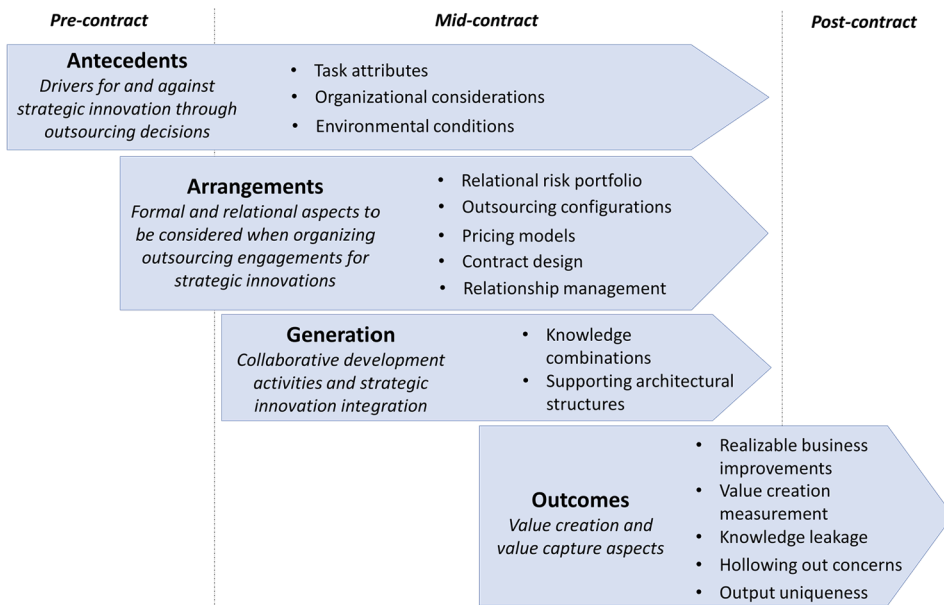 Pre-contract
Mid-contract
Post-contract
Antecedents
Drivers for and against
strategic innovation through
outsourcing decisions
• Task attributes
• Organizational considerations
• Environmental conditions
Arrangements
Formal and relational aspects to
be considered when organizing
outsourcing engagements for
strategic innovations
• Relational risk portfolio
• Outsourcing configurations
• Pricing models
• Contract design
• Relationship management
Generation
Collaborative development
activities and strategic
innovation integration
• Knowledge
combinations
• Supporting architectural
structures
Outcomes
Value creation and
value capture aspects
• Realizable business
improvements
• Value creation
measurement
• Knowledge leakage
• Hollowing out concerns
• Output uniqueness